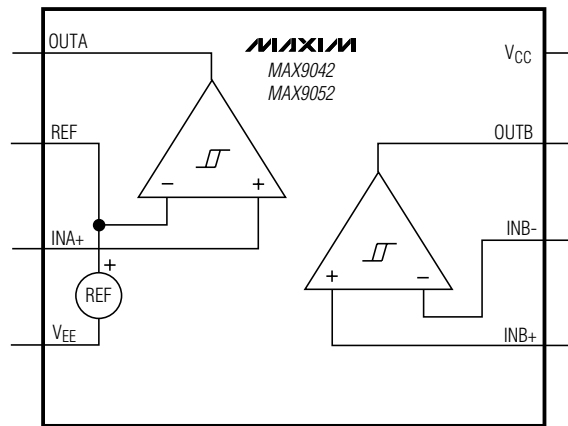 OUTA
MAXIM
MAX9042
MAX9052
VCC
REF
OUTB
− +
INA+
INB-
+ −
+
REF
VEE
INB+